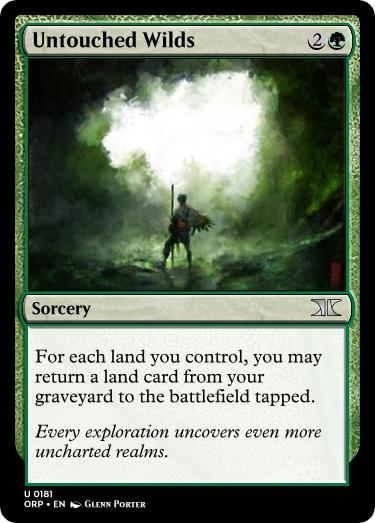 Untouched Wilds 2
Sorcery
For each land you control, you may
return a land card from your
graveyard to the battlefield tapped.
Every exploration uncovers even more
uncharted realms.
U 0181
ORP • EN Glenn Porter